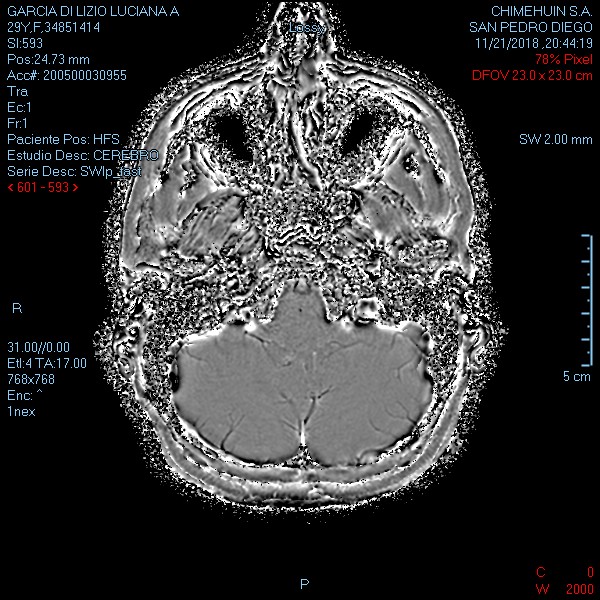 GARCIA DI LIZIO LUCIANA A
29Y,F,34851414
SI:593
Pos:24.73 mm
Acc#: 200500030955
Tra
Ec:1
Fr:1
Paciente Pos: HFS
Estudio Desc: CEREBRO
Serie Desc: SWIp_fast
< 601 - 593 >
Lossy
CHIMEHUIN S.A.
SAN PEDRO DIEGO
11/21/2018 ,20:44:19
78% Pixel
DFOV 23.0 x 23.0 cm
SW 2.00 mm
R
31.00//0.00
Etl:4 TA:17.00
768x768
Enc: ^
1nex
5 cm
P
C 0
W 2000